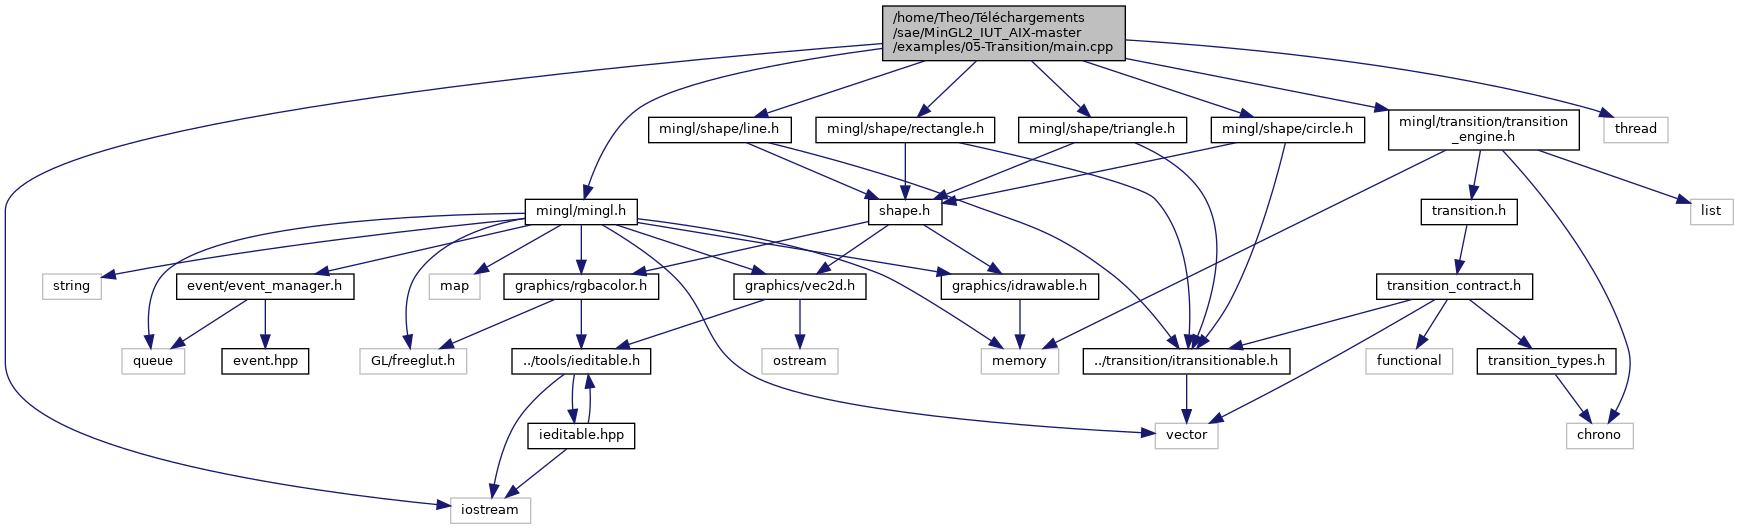 /home/Theo/Téléchargements
/sae/MinGL2_IUT_AIX-master
/examples/05-Transition/main.cpp
mingl/shape/line.h
mingl/shape/rectangle.h
mingl/shape/triangle.h
mingl/shape/circle.h
mingl/transition/transition
_engine.h
thread
mingl/mingl.h
shape.h
transition.h
list
string
event/event_manager.h
map
graphics/rgbacolor.h
graphics/vec2d.h
graphics/idrawable.h
transition_contract.h
queue
event.hpp
GL/freeglut.h
../tools/ieditable.h
ostream
memory
../transition/itransitionable.h
functional
transition_types.h
ieditable.hpp
vector
chrono
iostream